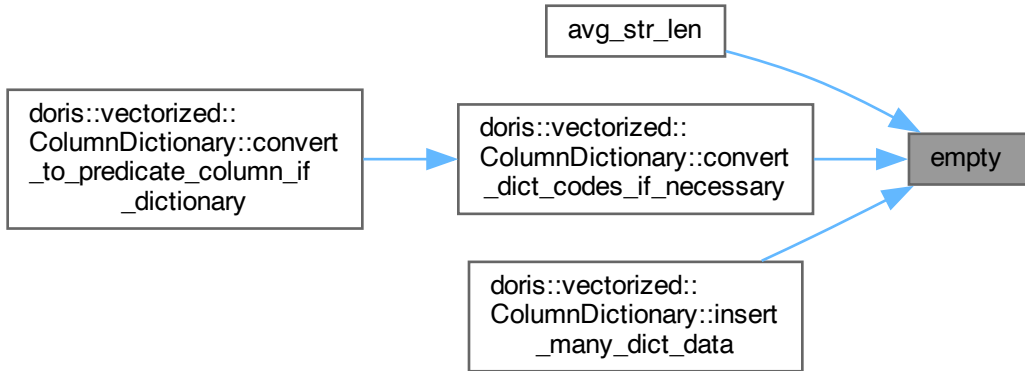 avg_str_len
doris::vectorized::
ColumnDictionary::convert
_to_predicate_column_if
_dictionary
doris::vectorized::
ColumnDictionary::convert
_dict_codes_if_necessary
empty
doris::vectorized::
ColumnDictionary::insert
_many_dict_data